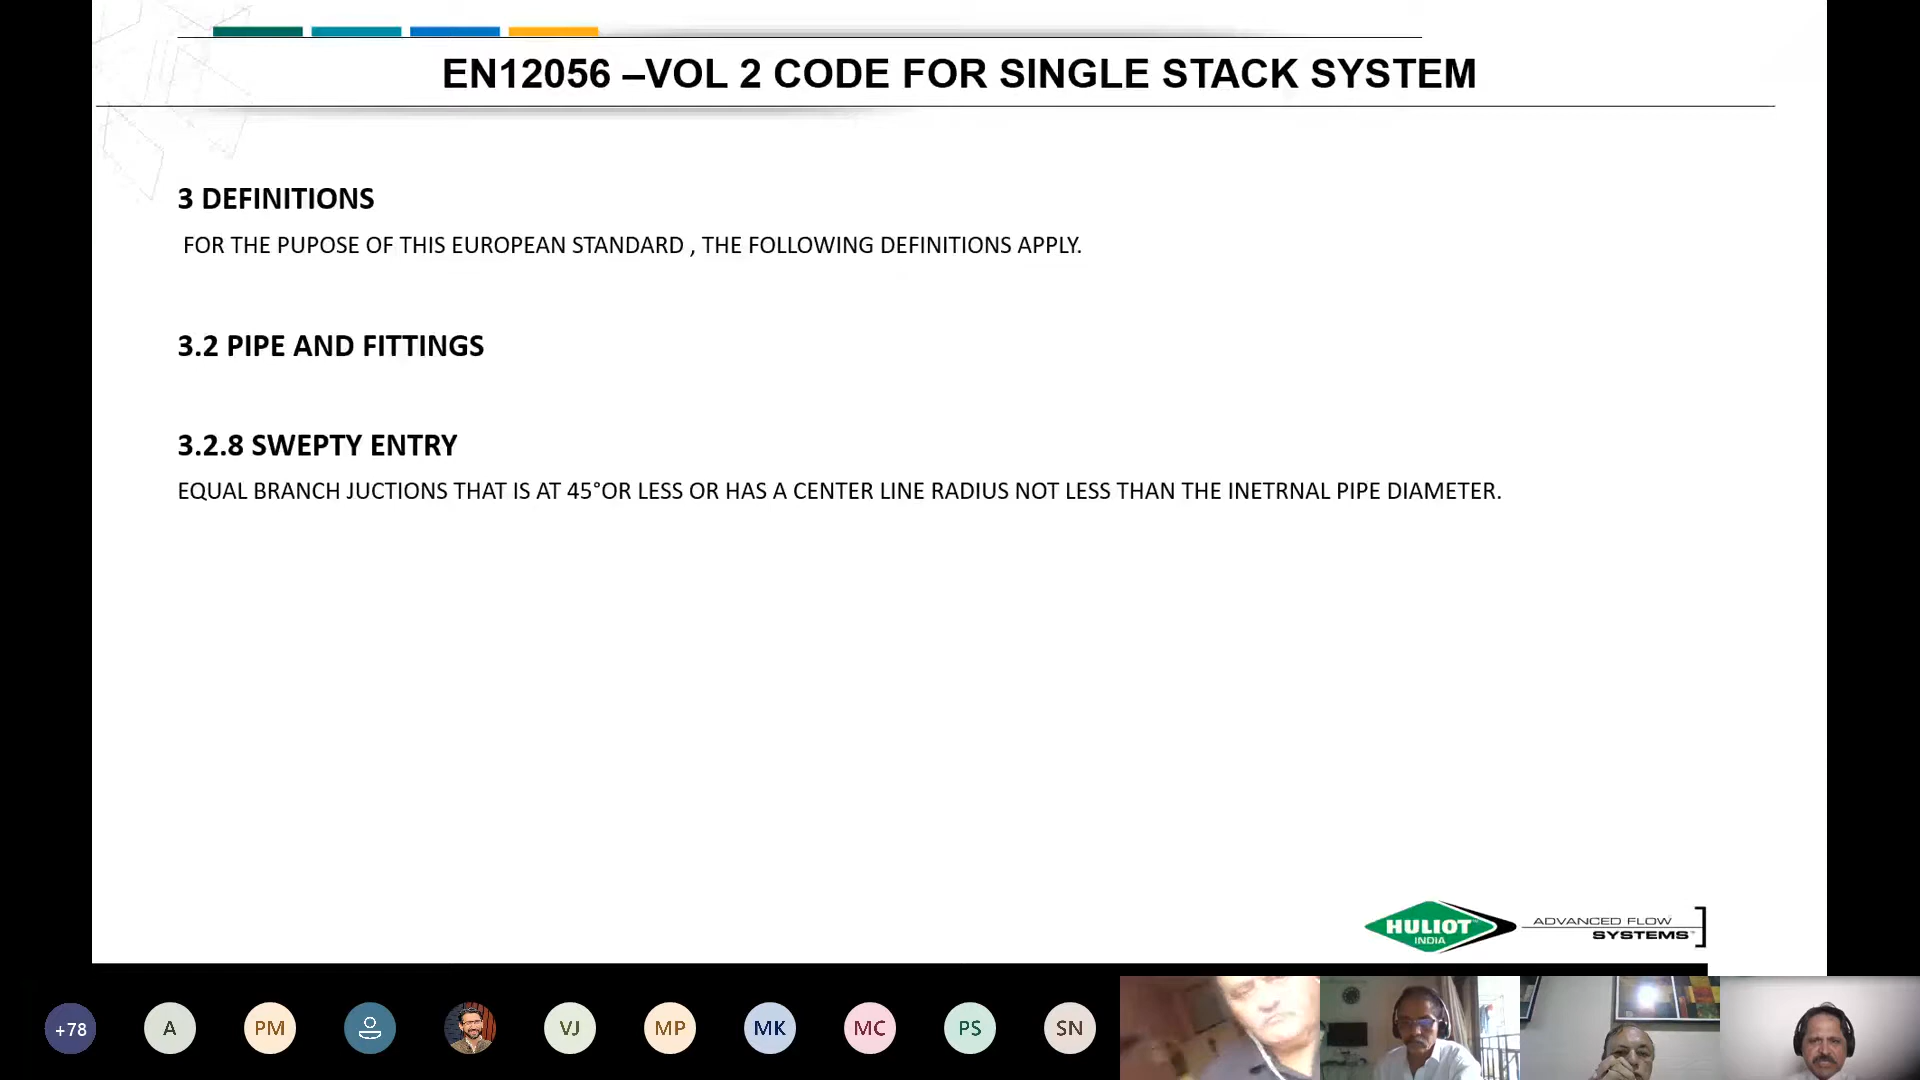 EN12056 –VOL 2 CODE FOR SINGLE STACK SYSTEM
3 DEFINITIONS
FOR THE PUPOSE OF THIS EUROPEAN STANDARD , THE FOLLOWING DEFINITIONS APPLY.
3.2 PIPE AND FITTINGS
3.2.8 SWEPTY ENTRY
EQUAL BRANCH JUCTIONS THAT IS AT 45°OR LESS OR HAS A CENTER LINE RADIUS NOT LESS THAN THE INETRNAL PIPE DIAMETER.
HULIOT
INDIA
ADVANCED FLOW
SYSTEMS
+78
A
PM
VJ
MP
MK
MC
PS
SN